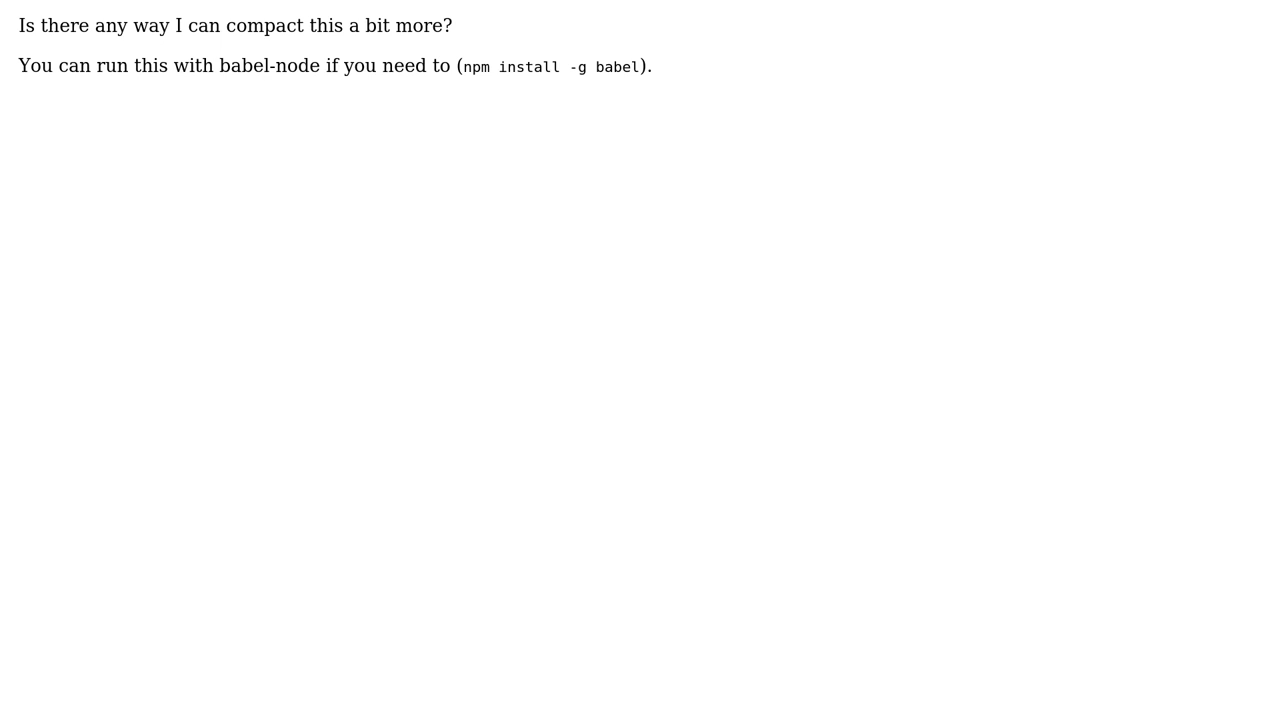 Is there any way I can compact this a bit more?
You can run this with babel-node if you need to (npm install -g babel).